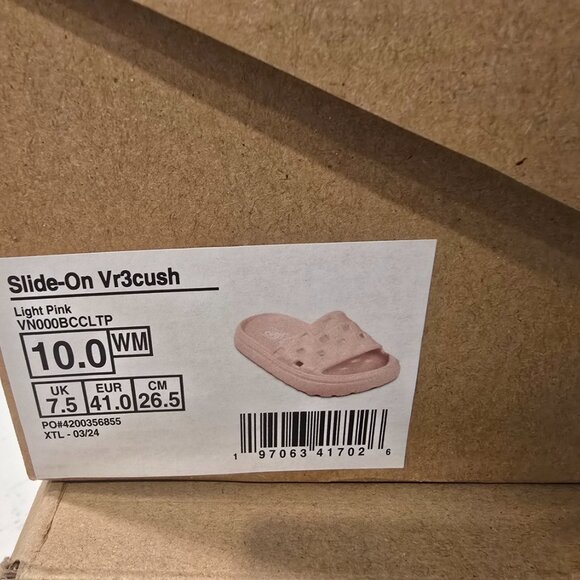 Slide-On Vr3cush
Light Pink
VN000BCCLTP
10.0 WM
UK EUR CM
7.5 41.0 26.5
PO#4200356855
XTL - 03/24
1 97063 41702 6